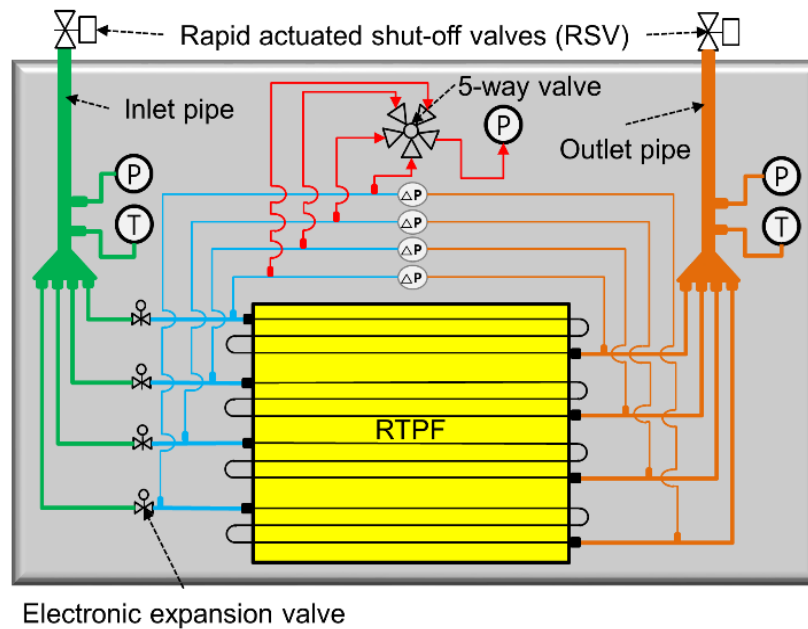 Rapid actuated shut-off valves (RSV)
Inlet pipe
5-way valve
P
Outlet pipe
P
P
T
T
△P
△P
△P
△P
RTPF
Electronic expansion valve